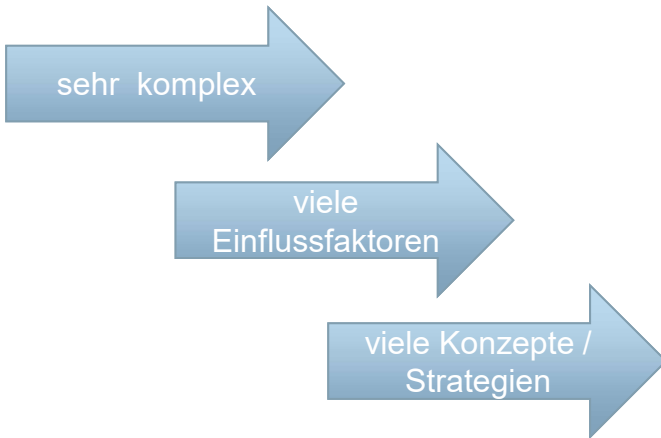 sehr komplex
viele
Einflussfaktoren
viele Konzepte /
Strategien